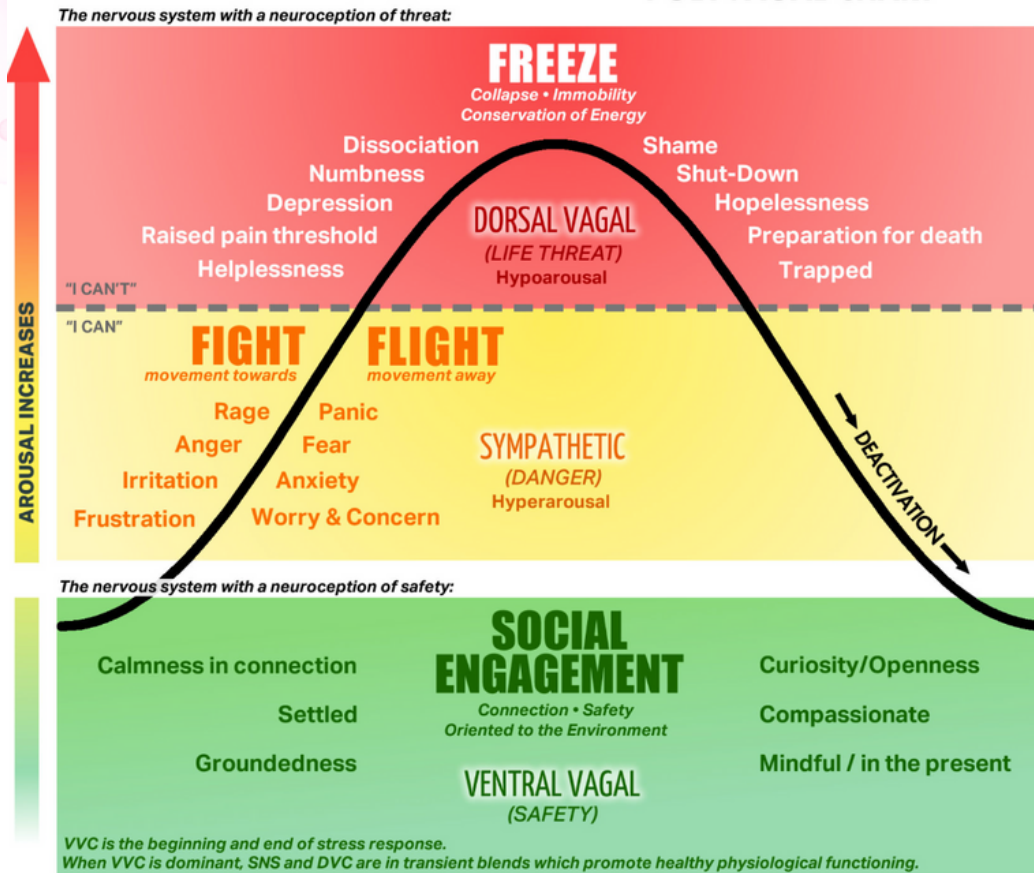 The nervous system with a neuroception of threat:
FREEZE
Collapse • Immobility
Conservation of Energy
Dissociation
Numbness
Depression
Raised pain threshold
Helplessness
Shame
Shut-Down
Hopelessness
Preparation for death
Trapped
DORSAL VAGAL
(LIFE THREAT)
Hypoarousal
"I CAN'T"
"I CAN"
AROUSAL INCREASES
FIGHT
movement towards
FLIGHT
movement away
Rage
Anger
Irritation
Frustration
Panic
Fear
Anxiety
Worry & Concern
SYMPATHETIC
(DANGER)
Hyperarousal
DEACTIVATION
The nervous system with a neuroception of safety:
SOCIAL
ENGAGEMENT
Connection • Safety
Oriented to the Environment
Calmness in connection
Settled
Groundedness
Curiosity/Openness
Compassionate
Mindful / in the present
VENTRAL VAGAL
(SAFETY)
VVC is the beginning and end of stress response.
When VVC is dominant, SNS and DVC are in transient blends which promote healthy physiological functioning.